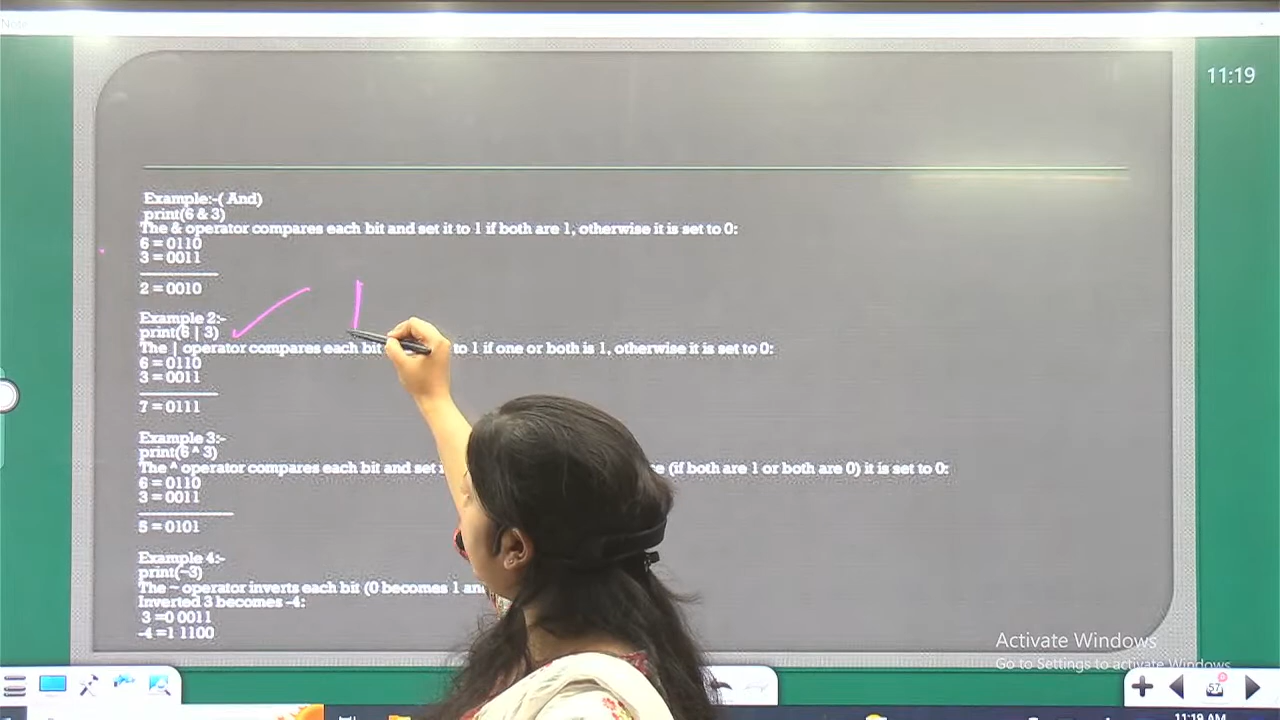 Note
11:19
Example:-( And)
print(6 & 3)
The & operator compares each bit and set it to 1 if both are 1, otherwise it is set to 0:
6 = 0110
3 = 0011
2 = 0010
Example 2:-
print(6 | 3)
The | operator compares each bit to 1 if one or both is 1, otherwise it is set to 0:
6 = 0110
3 = 0011
7 = 0111
Example 3:-
print(6 ^ 3)
The ^ operator compares each bit and set (if both are 1 or both are 0) it is set to 0:
6 = 0110
3 = 0011
5 = 0101
Example 4:-
print(~3)
The ~ operator inverts each bit (0 becomes 1
Inverted 3 becomes -4:
3 =0 0011
-4 =1 1100
Activate Windows
Go to Settings to activate Windows.
57
11:19 AM